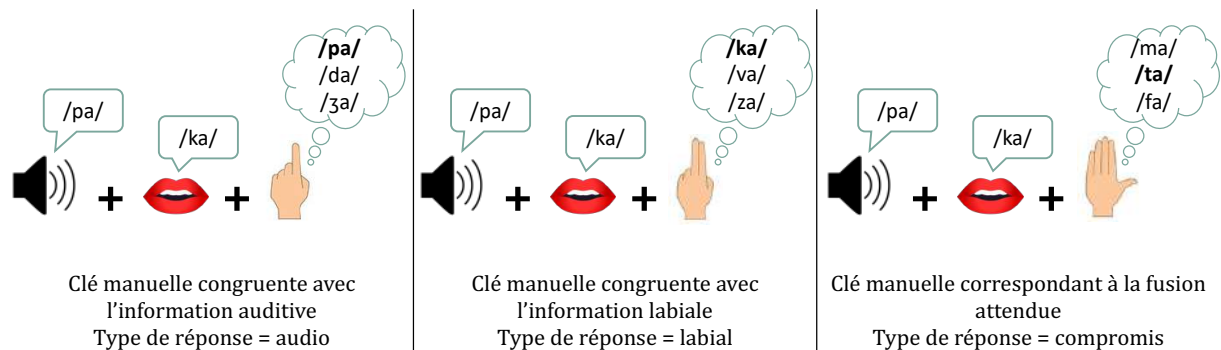 /pa/
/da/
/ʒa/
/pa/
/ka/
+
+
Clé manuelle congruente avec
l'information auditive
Type de réponse = audio
/ka/
/va/
/za/
/pa/
/ka/
+
+
Clé manuelle congruente avec
l'information labiale
Type de réponse = labial
/ma/
/ta/
/fa/
/pa/
/ka/
+
+
Clé manuelle correspondant à la fusion
attendue
Type de réponse = compromis